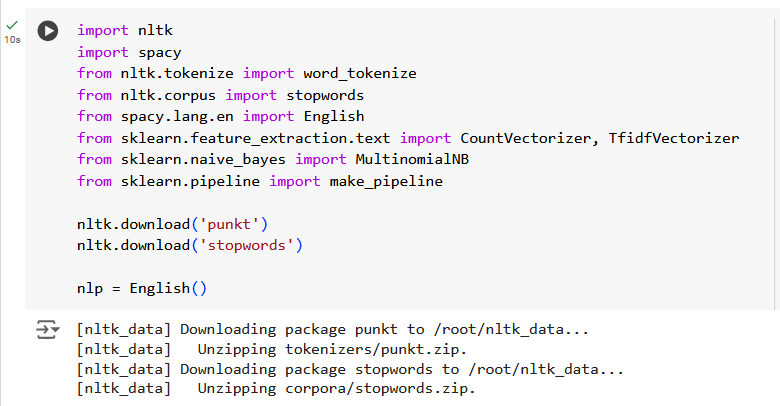 10s
import nltk
import spacy
from nltk.tokenize import word_tokenize
from nltk.corpus import stopwords
from spacy.lang.en import English
from sklearn.feature_extraction.text import CountVectorizer, TfidfVectorizer
from sklearn.naive_bayes import MultinomialNB
from sklearn.pipeline import make_pipeline

nltk.download('punkt')
nltk.download('stopwords')

nlp = English()

[nltk_data] Downloading package punkt to /root/nltk_data...
[nltk_data]   Unzipping tokenizers/punkt.zip.
[nltk_data] Downloading package stopwords to /root/nltk_data...
[nltk_data]   Unzipping corpora/stopwords.zip.